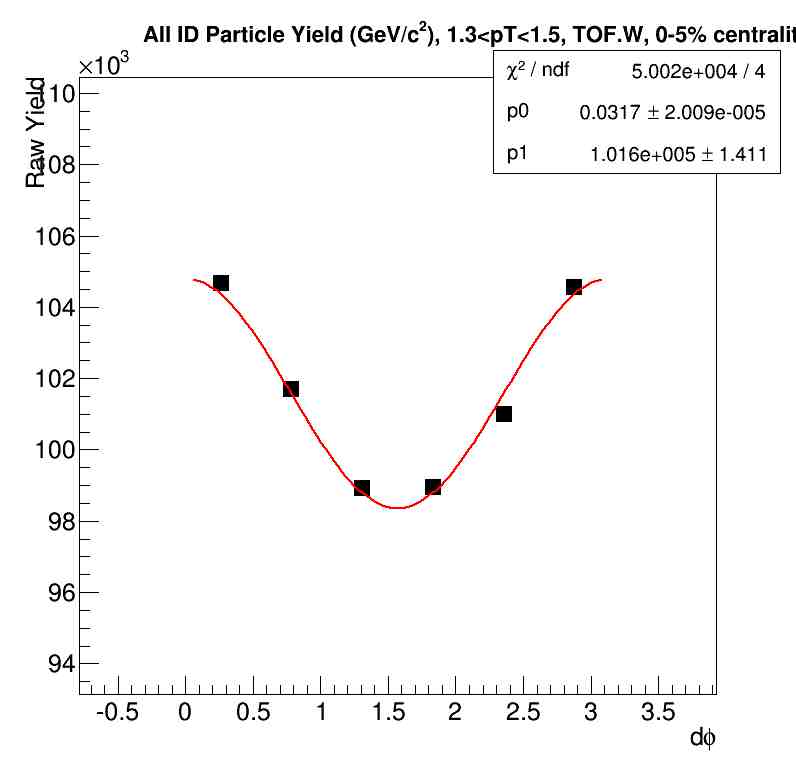 All ID Particle Yield (GeV/c²), 1.3<pT<1.5, TOF.W, 0-5% centralit
×10³
χ² / ndf 5.002e+004 / 4
p0 0.0317 ± 2.009e-005
p1 1.016e+005 ± 1.411
Raw Yield
110
108
106
104
102
100
98
96
94
-0.5 0 0.5 1 1.5 2 2.5 3 3.5
dϕ